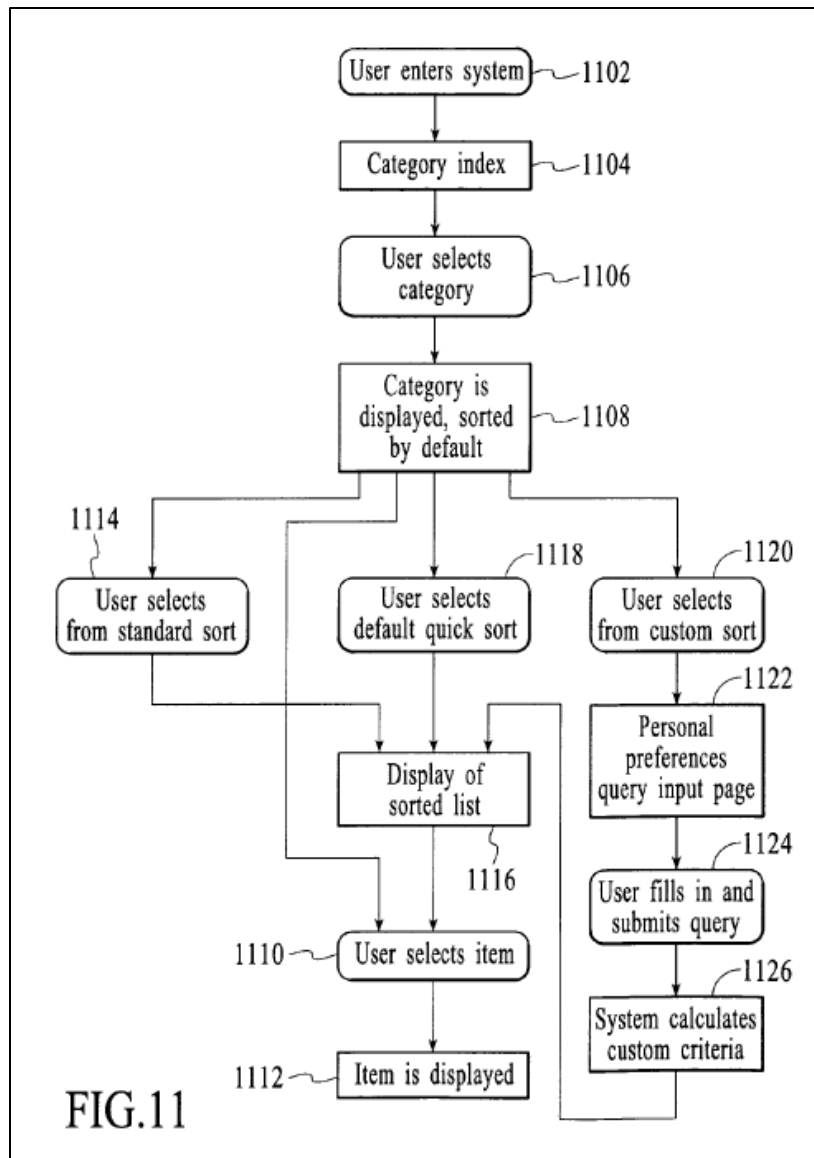 User enters system
1102
Category index
1104
User selects
category
1106
Category is
displayed, sorted
by default
1108
1114
User selects
from standard sort
1118
User selects
default quick sort
1120
User selects
from custom sort
1122
Personal
preferences
query input page
Display of
sorted list
1116
1124
User fills in and
submits query
1110
User selects item
1126
System calculates
custom criteria
1112
Item is displayed
FIG.11